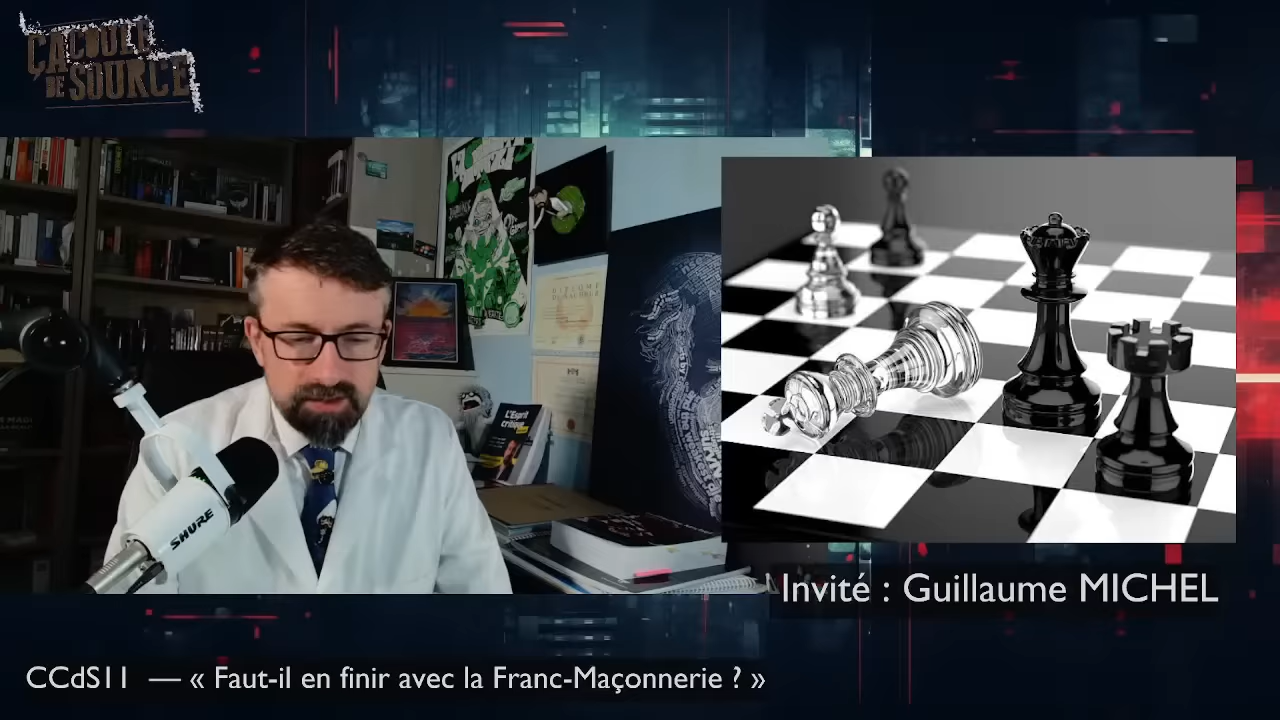 ÇA COULE
DE SOURCE
DIPLOME
L'Esprit
critique
SHURE
Invité : Guillaume MICHEL
CCdS11 — « Faut-il en finir avec la Franc-Maçonnerie ? »